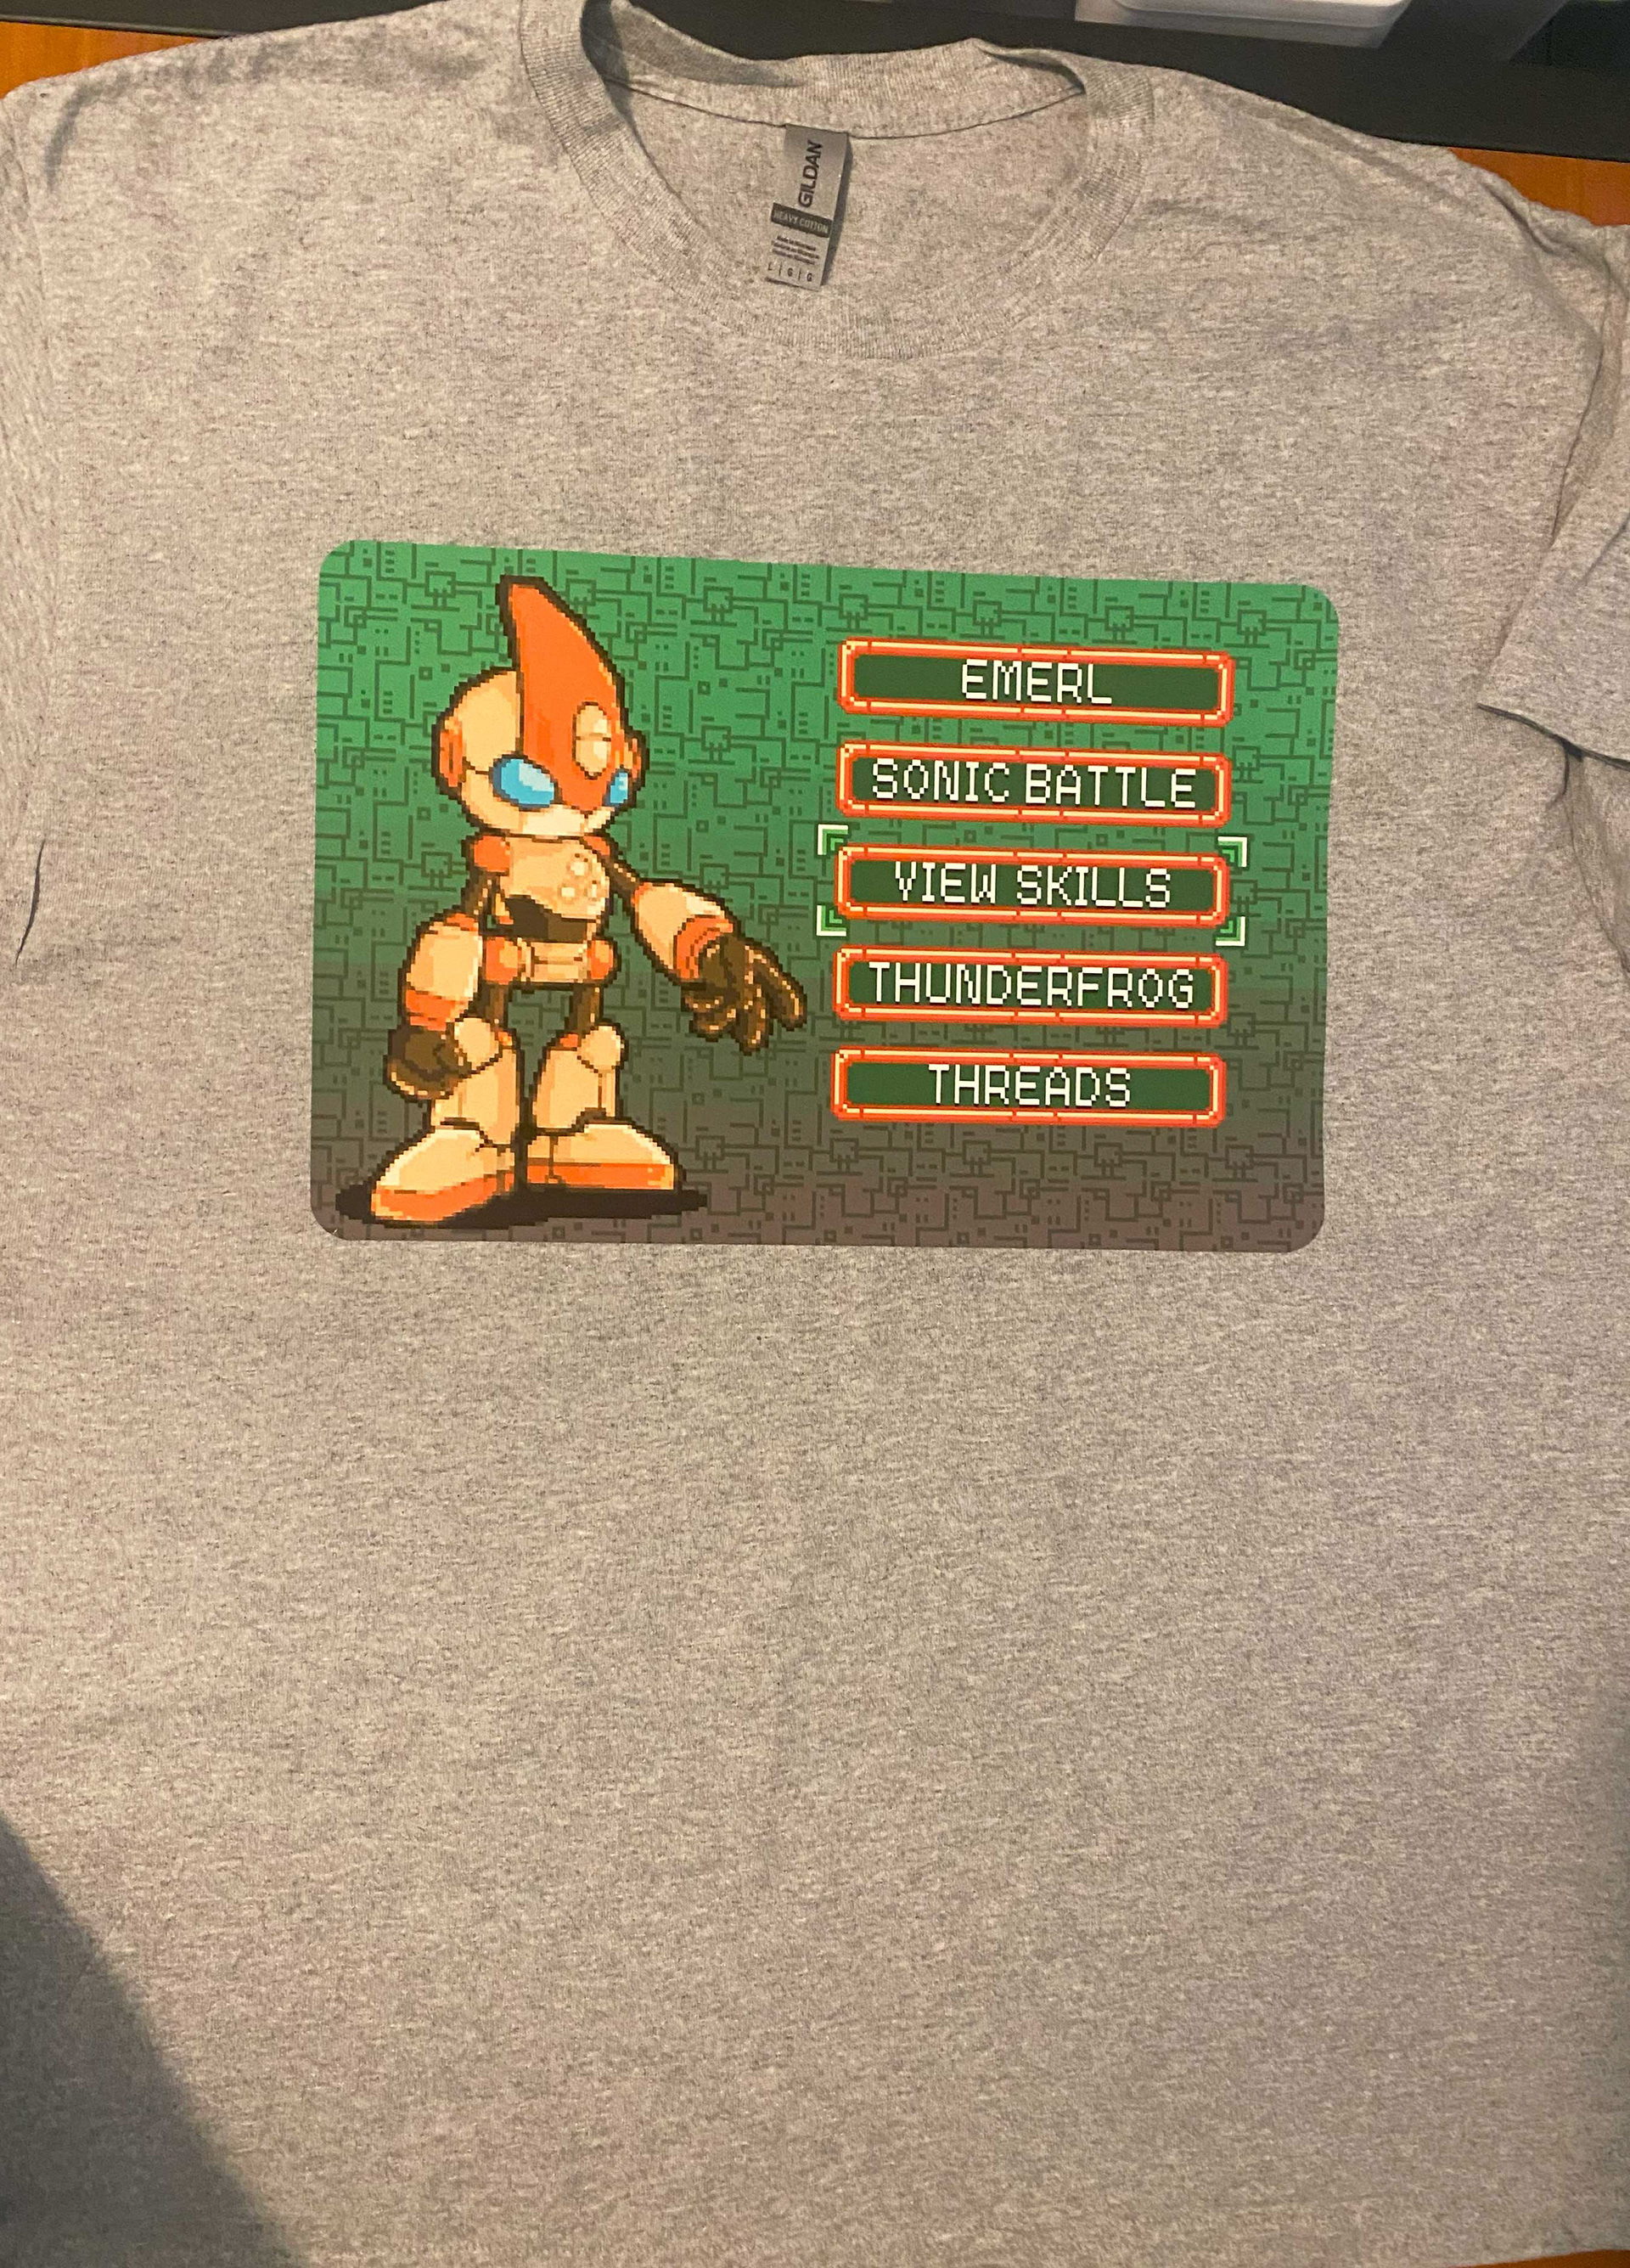 GILDAN
HEAVY COTTON
L | G | G
EMERL
SONIC BATTLE
VIEW SKILLS
THUNDERFROG
THREADS